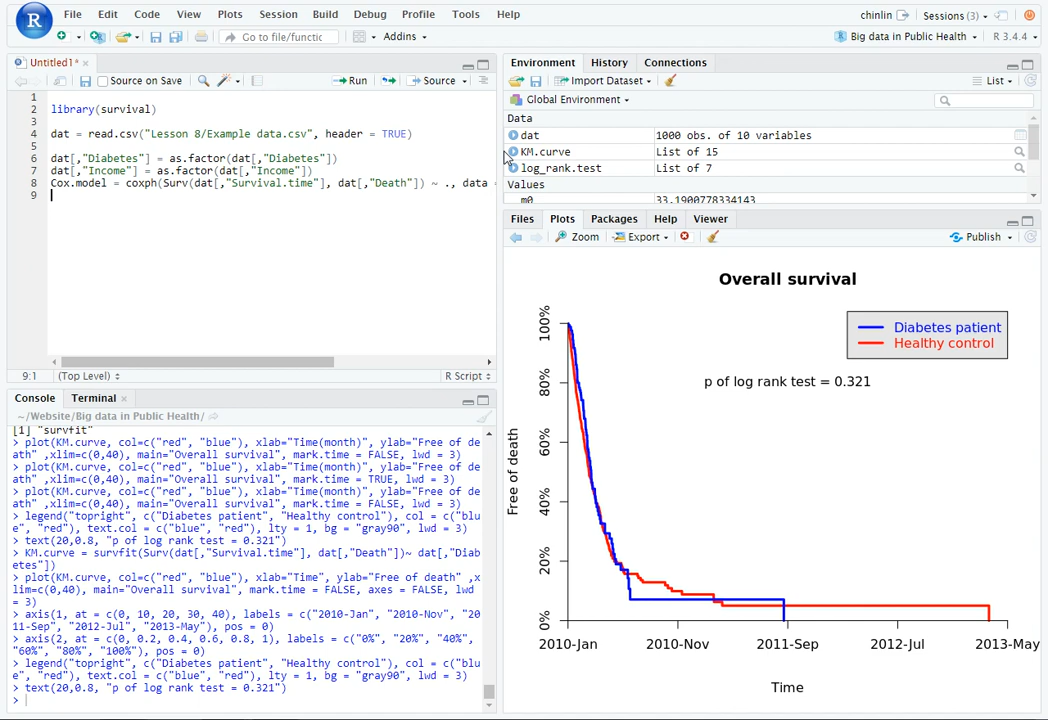 File Edit Code View Plots Session Build Debug Profile Tools Help
chinlin Sessions (3)
Go to file/functic Addins
Big data in Public Health R 3.4.4
Untitled1*
Source on Save Run Source
1
2 library(survival)
3
4 dat = read.csv("Lesson 8/Example data.csv", header = TRUE)
5
6 dat[,"Diabetes"] = as.factor(dat[,"Diabetes"])
7 dat[,"Income"] = as.factor(dat[,"Income"])
8 Cox.model = coxph(Surv(dat[,"Survival.time"], dat[,"Death"]) ~ ., data =
9
9:1 (Top Level) R Script
Console Terminal
~/Website/Big data in Public Health/
[1] "survfit"
> plot(KM.curve, col=c("red", "blue"), xlab="Time(month)", ylab="Free of de
ath" ,xlim=c(0,40), main="Overall survival", mark.time = FALSE, lwd = 3)
> plot(KM.curve, col=c("red", "blue"), xlab="Time(month)", ylab="Free of de
ath" ,xlim=c(0,40), main="Overall survival", mark.time = TRUE, lwd = 3)
> plot(KM.curve, col=c("red", "blue"), xlab="Time(month)", ylab="Free of de
ath" ,xlim=c(0,40), main="Overall survival", mark.time = FALSE, lwd = 3)
> legend("topright", c("Diabetes patient", "Healthy control"), col = c("blu
e", "red"), text.col = c("blue", "red"), lty = 1, bg = "gray90", lwd = 3)
> text(20,0.8, "p of log rank test = 0.321")
> KM.curve = survfit(Surv(dat[,"Survival.time"], dat[,"Death"])~ dat[,"Diab
etes"])
> plot(KM.curve, col=c("red", "blue"), xlab="Time", ylab="Free of death" ,x
lim=c(0,40), main="Overall survival", mark.time = FALSE, axes = FALSE, lwd
= 3)
> axis(1, at = c(0, 10, 20, 30, 40), labels = c("2010-Jan", "2010-Nov", "20
11-Sep", "2012-Jul", "2013-May"), pos = 0)
> axis(2, at = c(0, 0.2, 0.4, 0.6, 0.8, 1), labels = c("0%", "20%", "40%",
"60%", "80%", "100%"), pos = 0)
> legend("topright", c("Diabetes patient", "Healthy control"), col = c("blu
e", "red"), text.col = c("blue", "red"), lty = 1, bg = "gray90", lwd = 3)
> text(20,0.8, "p of log rank test = 0.321")
>
Environment History Connections
Import Dataset List
Global Environment
Data
dat 1000 obs. of 10 variables
KM.curve List of 15
log_rank.test List of 7
Values
m0 33.1900778334143
Files Plots Packages Help Viewer
Zoom Export Publish
Overall survival
Diabetes patient
Healthy control
p of log rank test = 0.321
Free of death
100%
80%
60%
40%
20%
0%
2010-Jan 2010-Nov 2011-Sep 2012-Jul 2013-May
Time